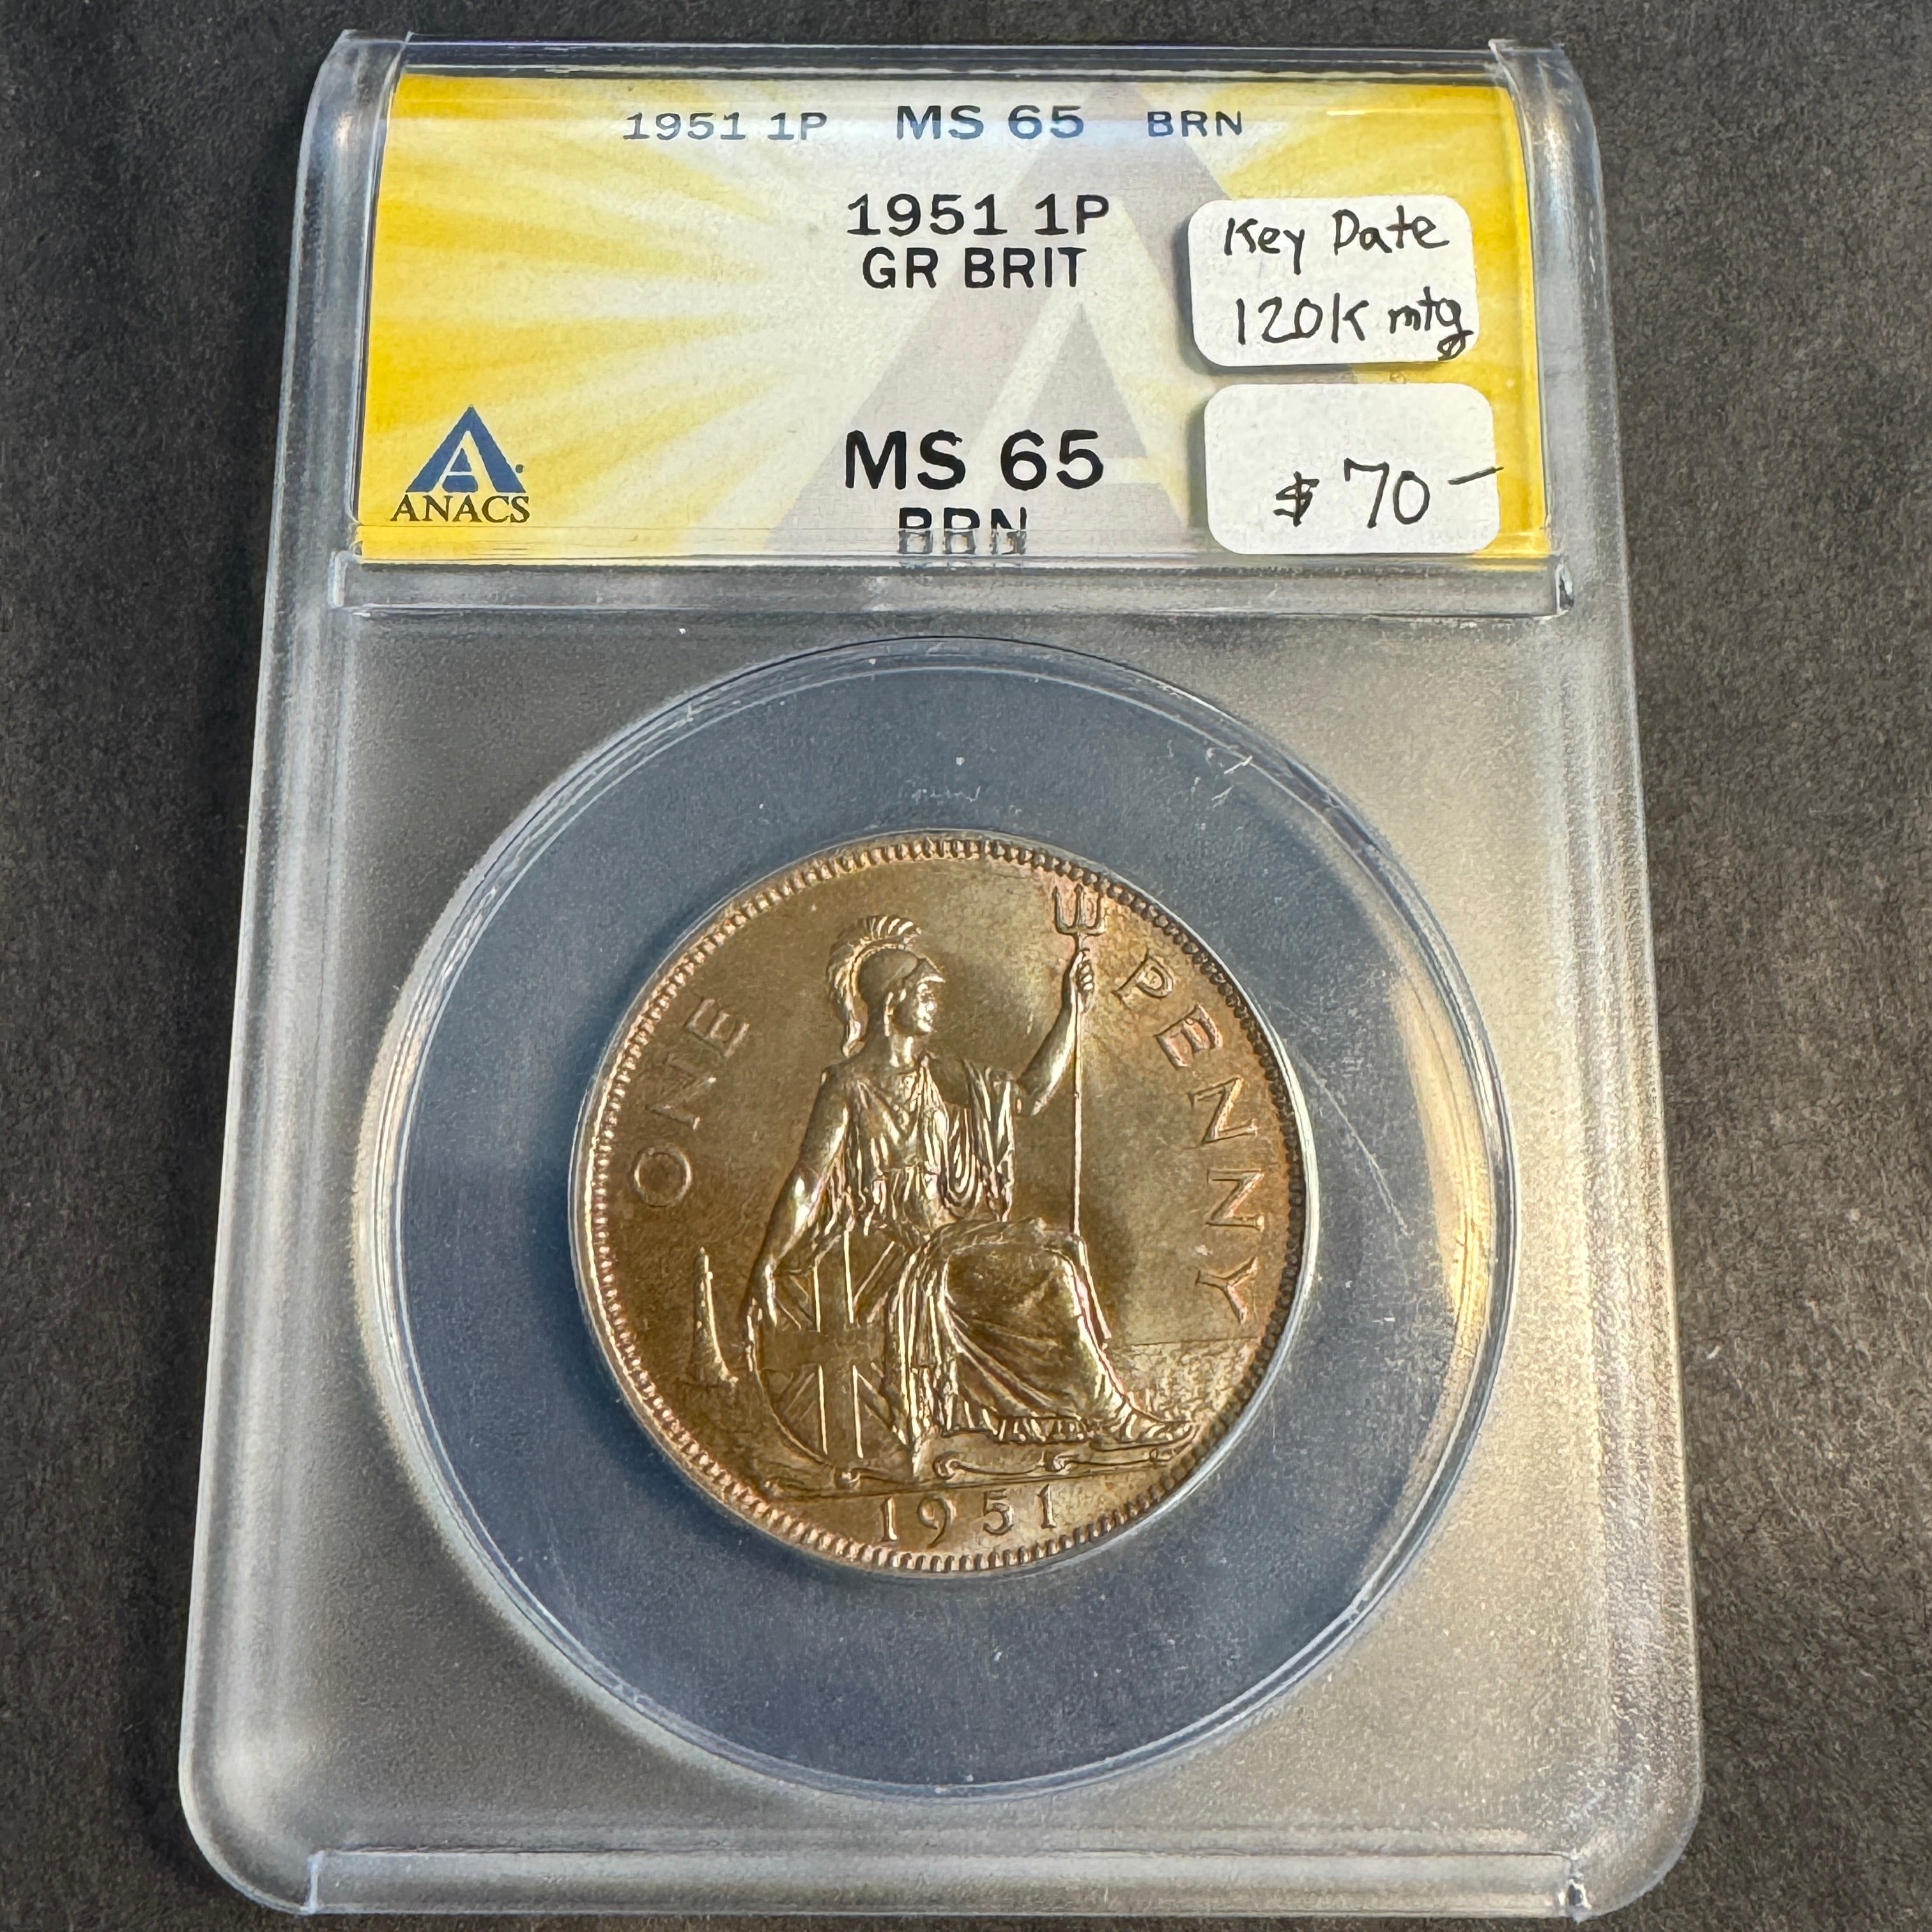 1951 1P MS 65 BRN
1951 1P
GR BRIT
Key Date
120K mtg
MS 65
BRN
ANACS
$70-
ONE PENNY
1951